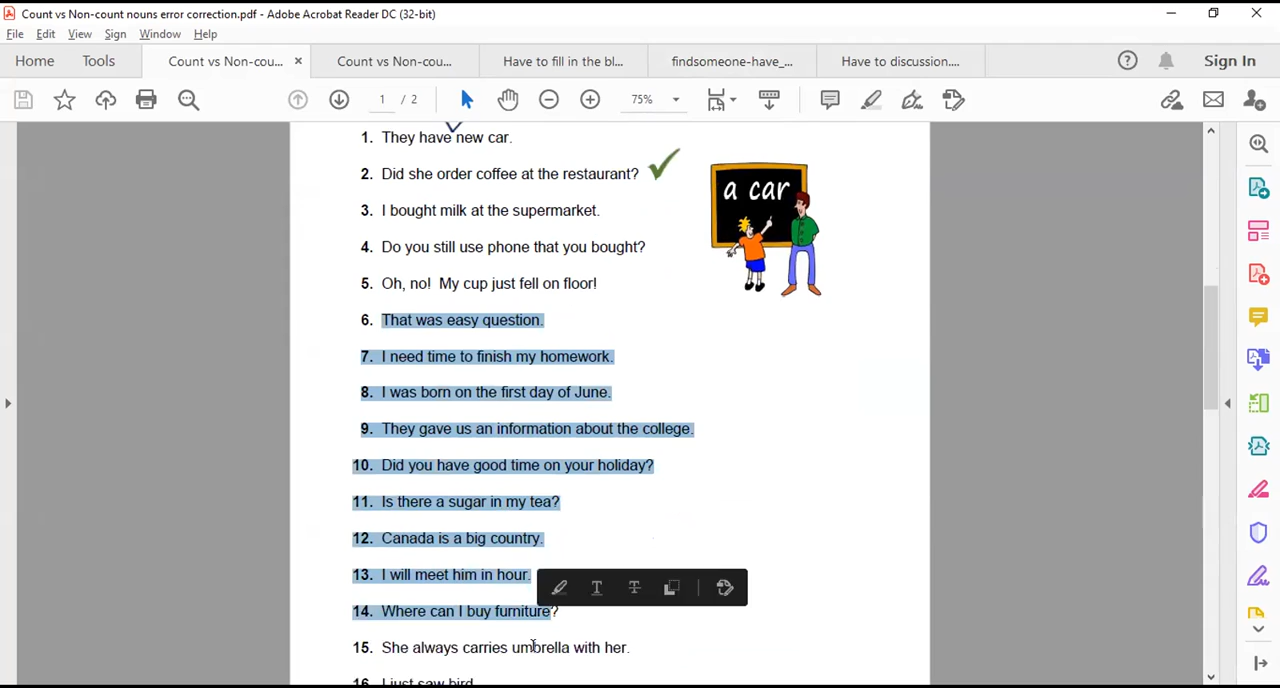 Count vs Non-count nouns error correction.pdf - Adobe Acrobat Reader DC (32-bit)
File Edit View Sign Window Help
Home Tools Count vs Non-cou... × Count vs Non-cou... Have to fill in the bl... findsomeone-have_... Have to discussion.... Sign In
1 / 2 75%
1. They have new car.
2. Did she order coffee at the restaurant?
3. I bought milk at the supermarket.
4. Do you still use phone that you bought?
5. Oh, no! My cup just fell on floor!
6. That was easy question.
7. I need time to finish my homework.
8. I was born on the first day of June.
9. They gave us an information about the college.
10. Did you have good time on your holiday?
11. Is there a sugar in my tea?
12. Canada is a big country.
13. I will meet him in hour.
14. Where can I buy furniture?
15. She always carries umbrella with her.
16. I just saw bird.
a car